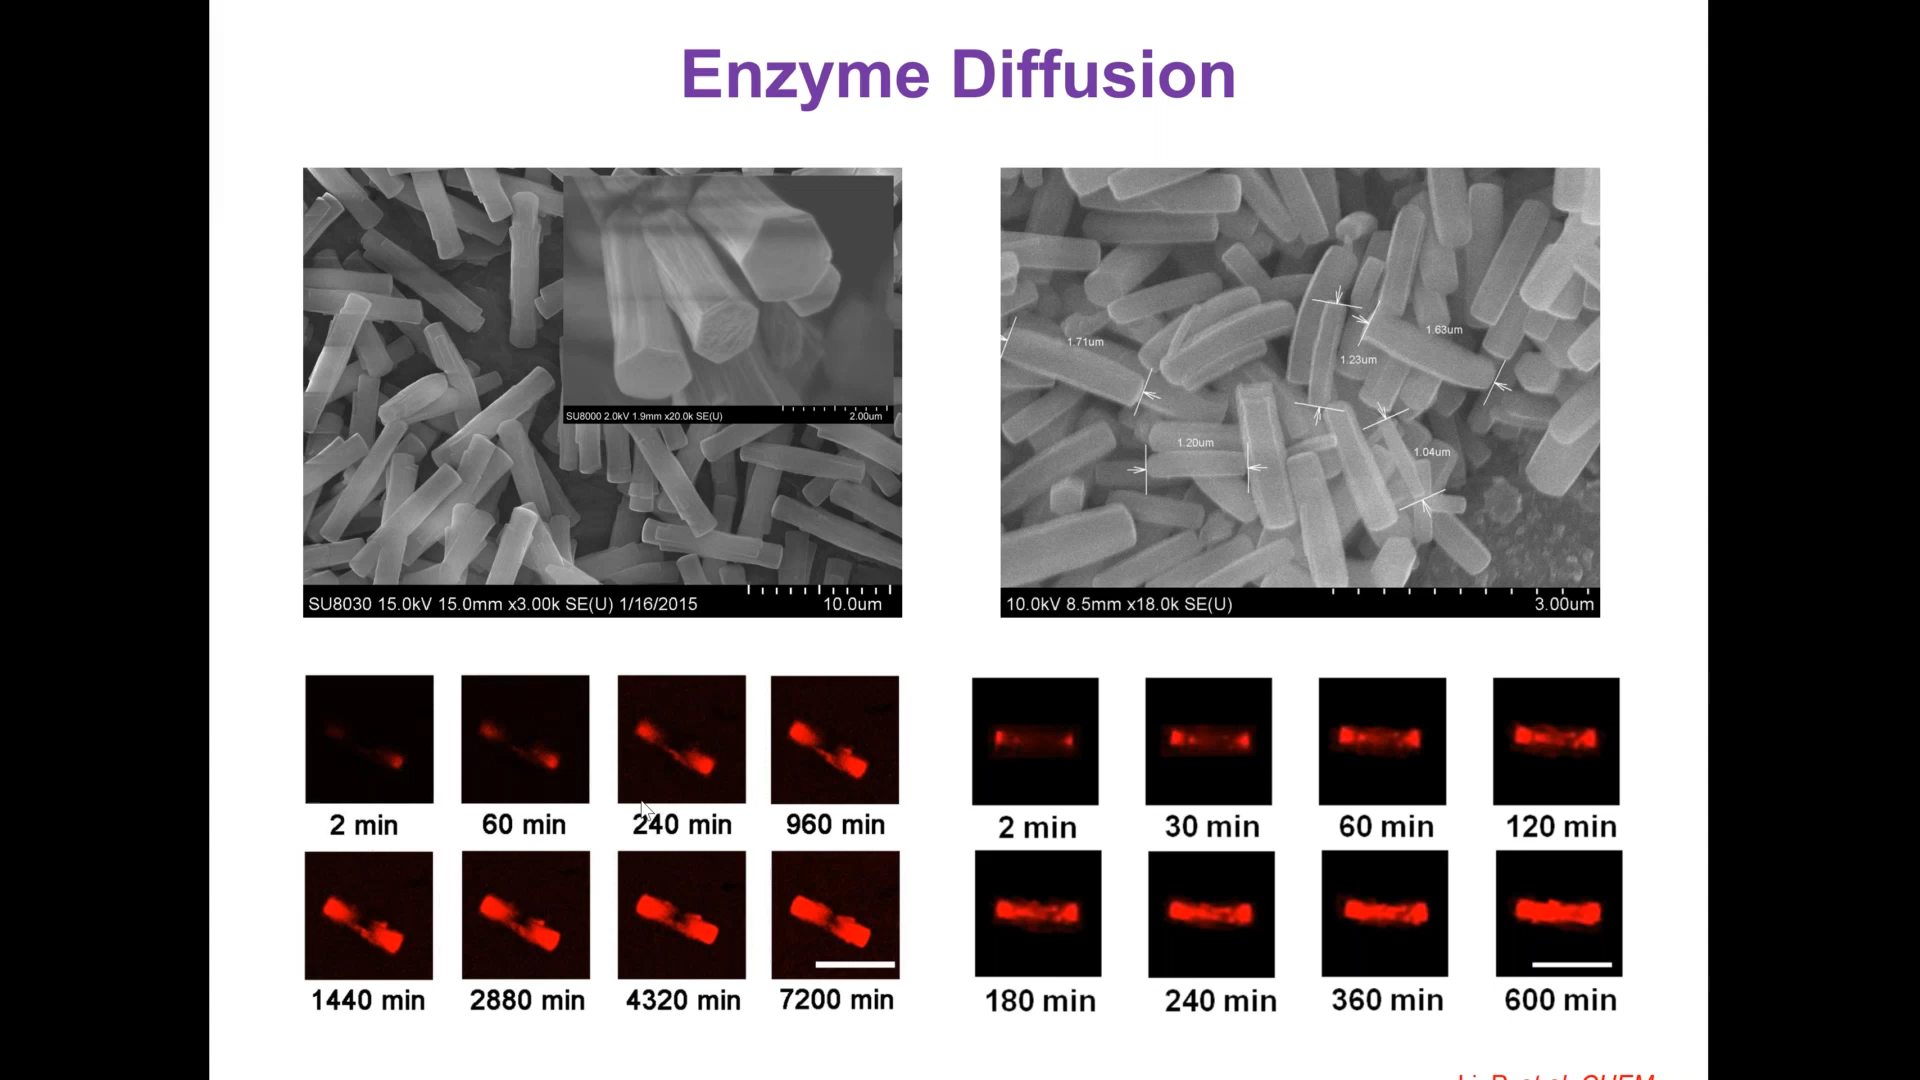 Enzyme Diffusion
SU8000 2.0kV 1.9mm x20.0k SE(U) 2.00um
SU8030 15.0kV 15.0mm x3.00k SE(U) 1/16/2015 10.0um
1.71um
1.63um
1.23um
1.20um
1.04um
10.0kV 8.5mm x18.0k SE(U) 3.00um
2 min 60 min 240 min 960 min
1440 min 2880 min 4320 min 7200 min
2 min 30 min 60 min 120 min
180 min 240 min 360 min 600 min